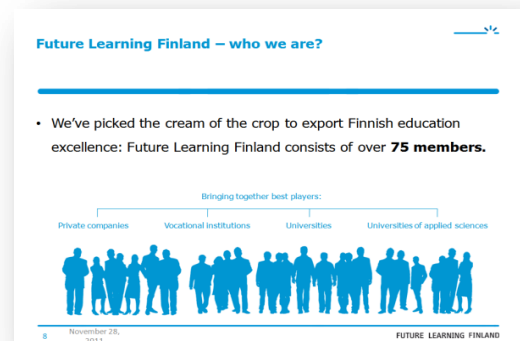 Future Learning Finland – who we are?
• We've picked the cream of the crop to export Finnish education
excellence: Future Learning Finland consists of over 75 members.
Bringing together best players:
Private companies Vocational institutions Universities Universities of applied sciences
8 November 28, FUTURE LEARNING FINLAND
2011